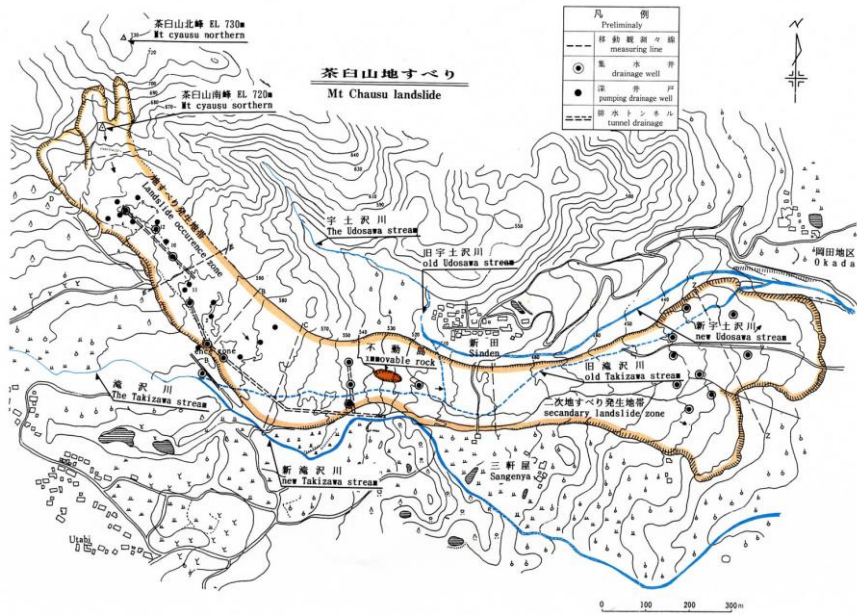 茶臼山北峰 EL 730m
Mt cyausu northern
茶臼山南峰 EL 720m
Mt cyausu sorthern
茶臼山地すべり
Mt Chausu landslide
凡 例
Preliminaly
移動観測々線
measuring line
集水井
drainage well
深井戸
pumping drainage well
排水トンネル
tunnel drainage
N
地すべり発生地帯
Landslide occurrence zone
宇土沢川
The Udosawa stream
旧宇土沢川
old Udosawa stream
岡田地区
Okada
新田
Sinden
新宇土沢川
new Udosawa stream
不動岩
immovable rock
旧滝沢川
old Takizawa stream
二次地すべり発生地帯
secandary landslide zone
滝沢川
The Takizawa stream
新滝沢川
new Takizawa stream
三軒屋
Sangenya
Utabi
0 100 200 300m